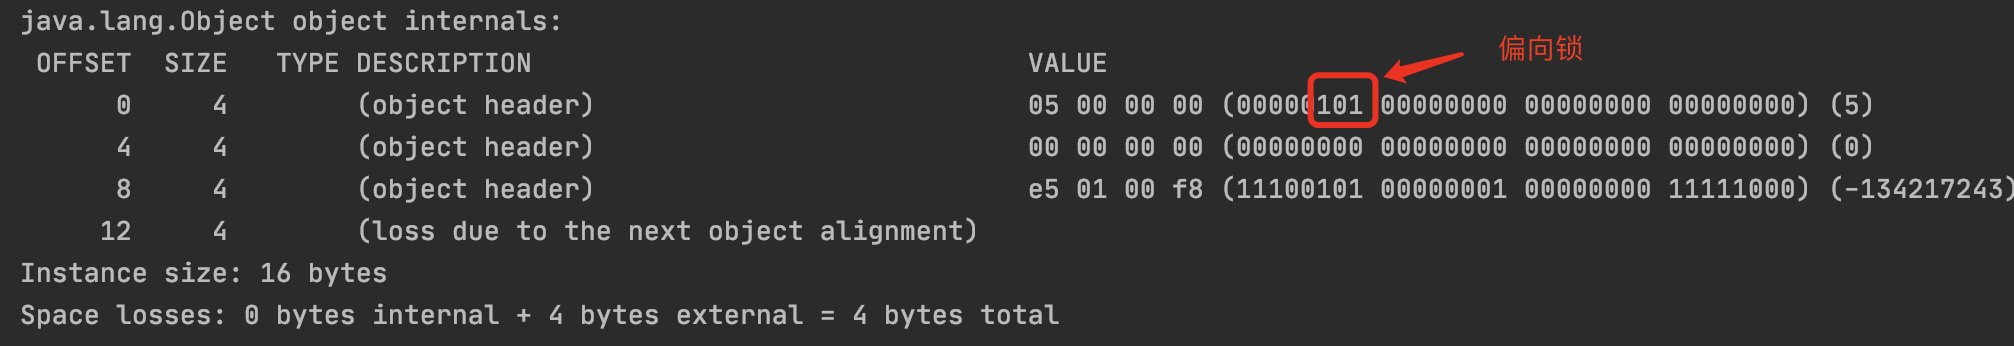 java.lang.Object object internals:
OFFSET SIZE TYPE DESCRIPTION VALUE
偏向锁
0 4 (object header) 05 00 00 00 (00000101 00000000 00000000 00000000) (5)
4 4 (object header) 00 00 00 00 (00000000 00000000 00000000 00000000) (0)
8 4 (object header) e5 01 00 f8 (11100101 00000001 00000000 11111000) (-134217243)
12 4 (loss due to the next object alignment)
Instance size: 16 bytes
Space losses: 0 bytes internal + 4 bytes external = 4 bytes total